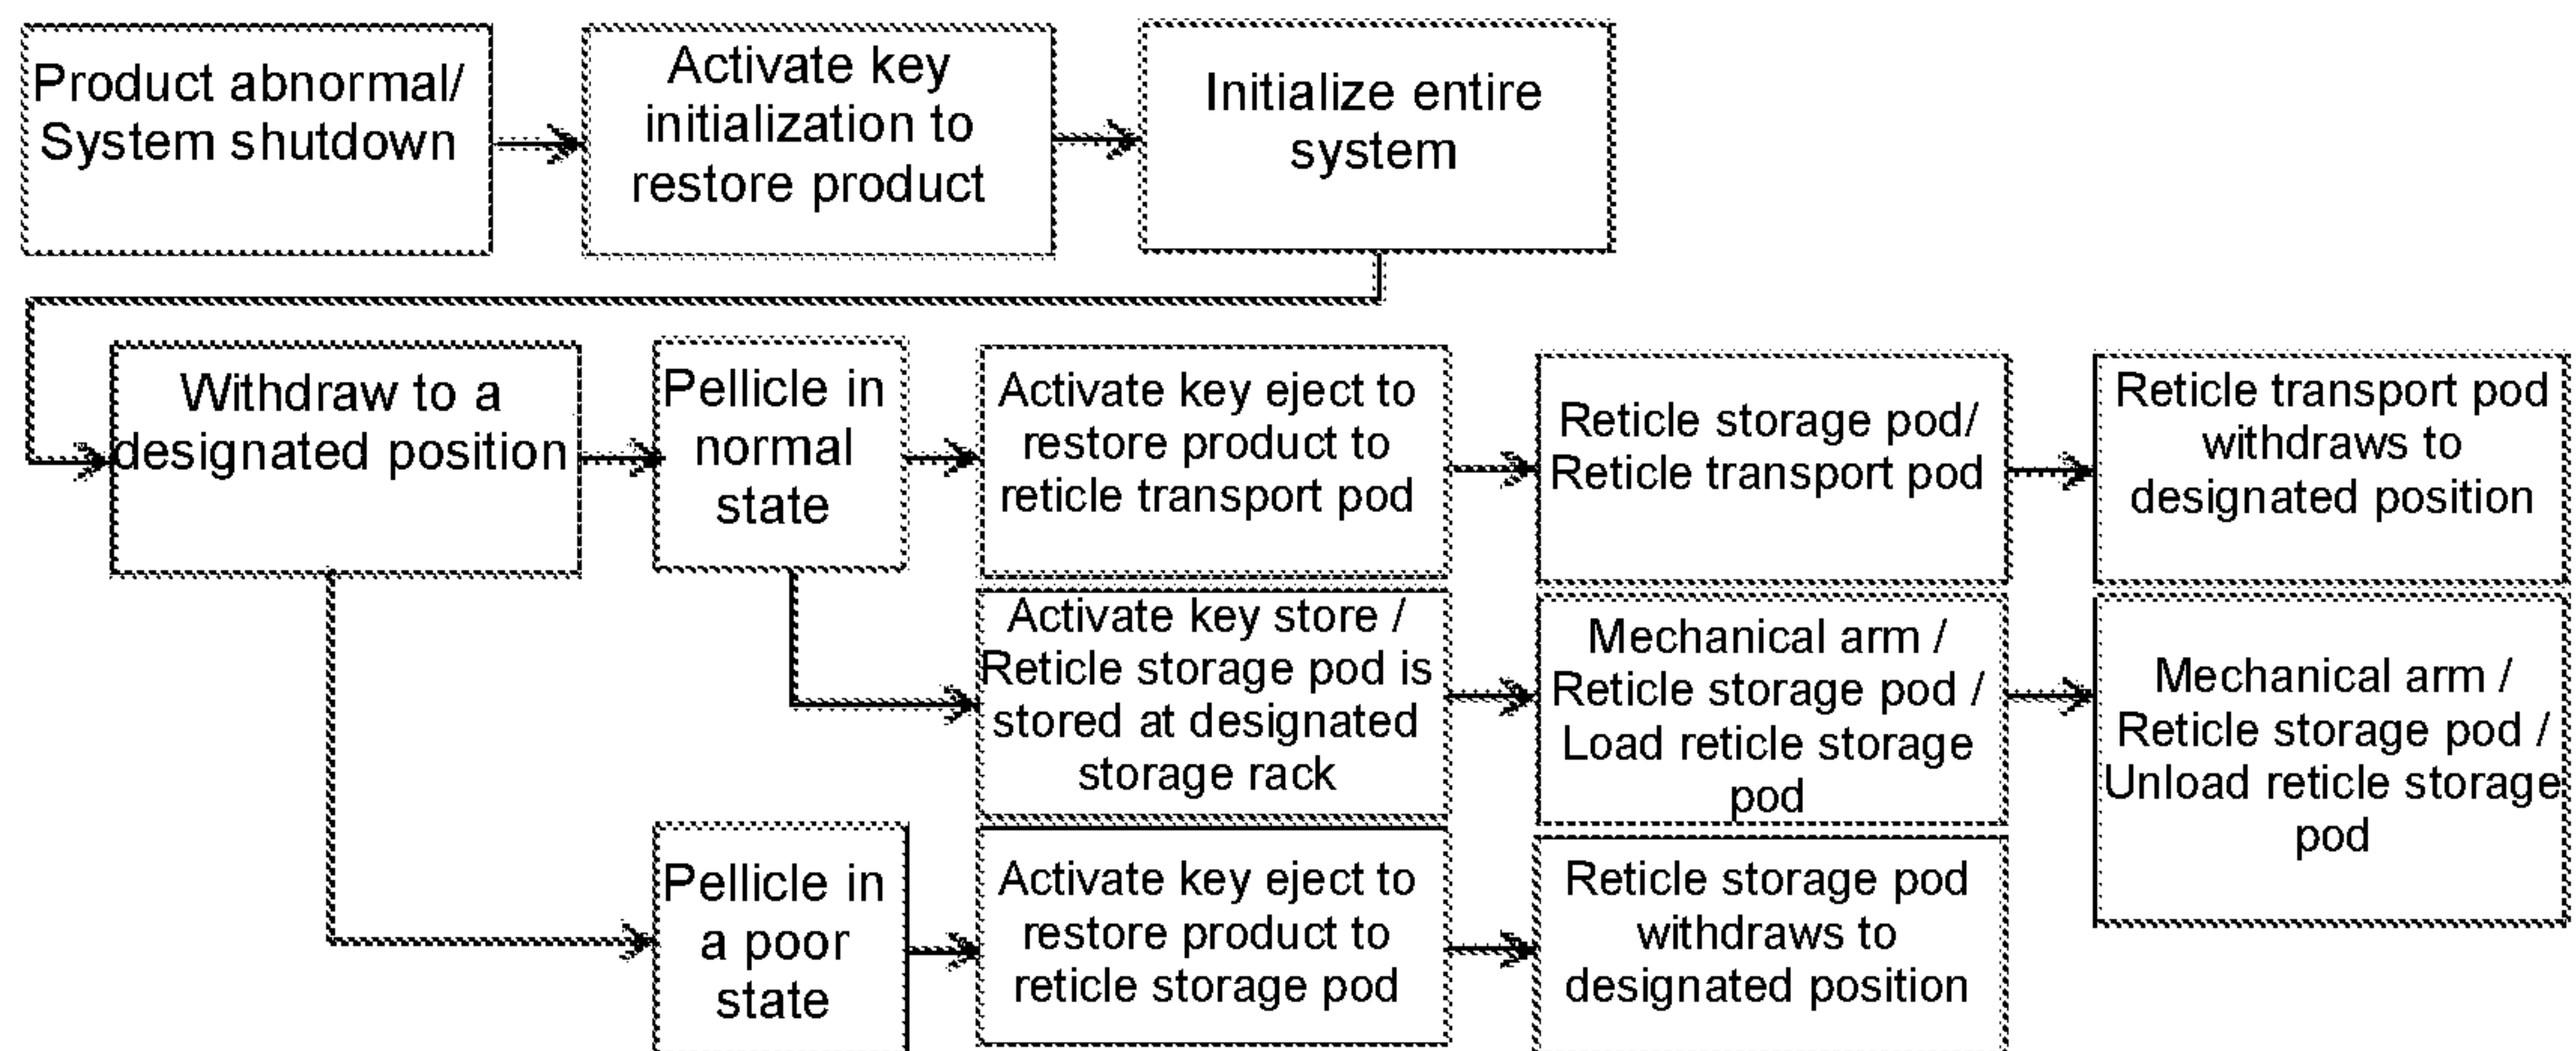 Product abnormal/
System shutdown
Activate key
initialization to
restore product
Initialize entire
system
Withdraw to a
designated position
Pellicle in
normal
state
Activate key eject to
restore product to
reticle transport pod
Reticle storage pod/
Reticle transport pod
Reticle transport pod
withdraws to
designated position
Activate key store /
Reticle storage pod is
stored at designated
storage rack
Mechanical arm /
Reticle storage pod /
Load reticle storage
pod
Mechanical arm /
Reticle storage pod /
Unload reticle storage
pod
Pellicle in
a poor
state
Activate key eject to
restore product to
reticle storage pod
Reticle storage pod
withdraws to
designated position